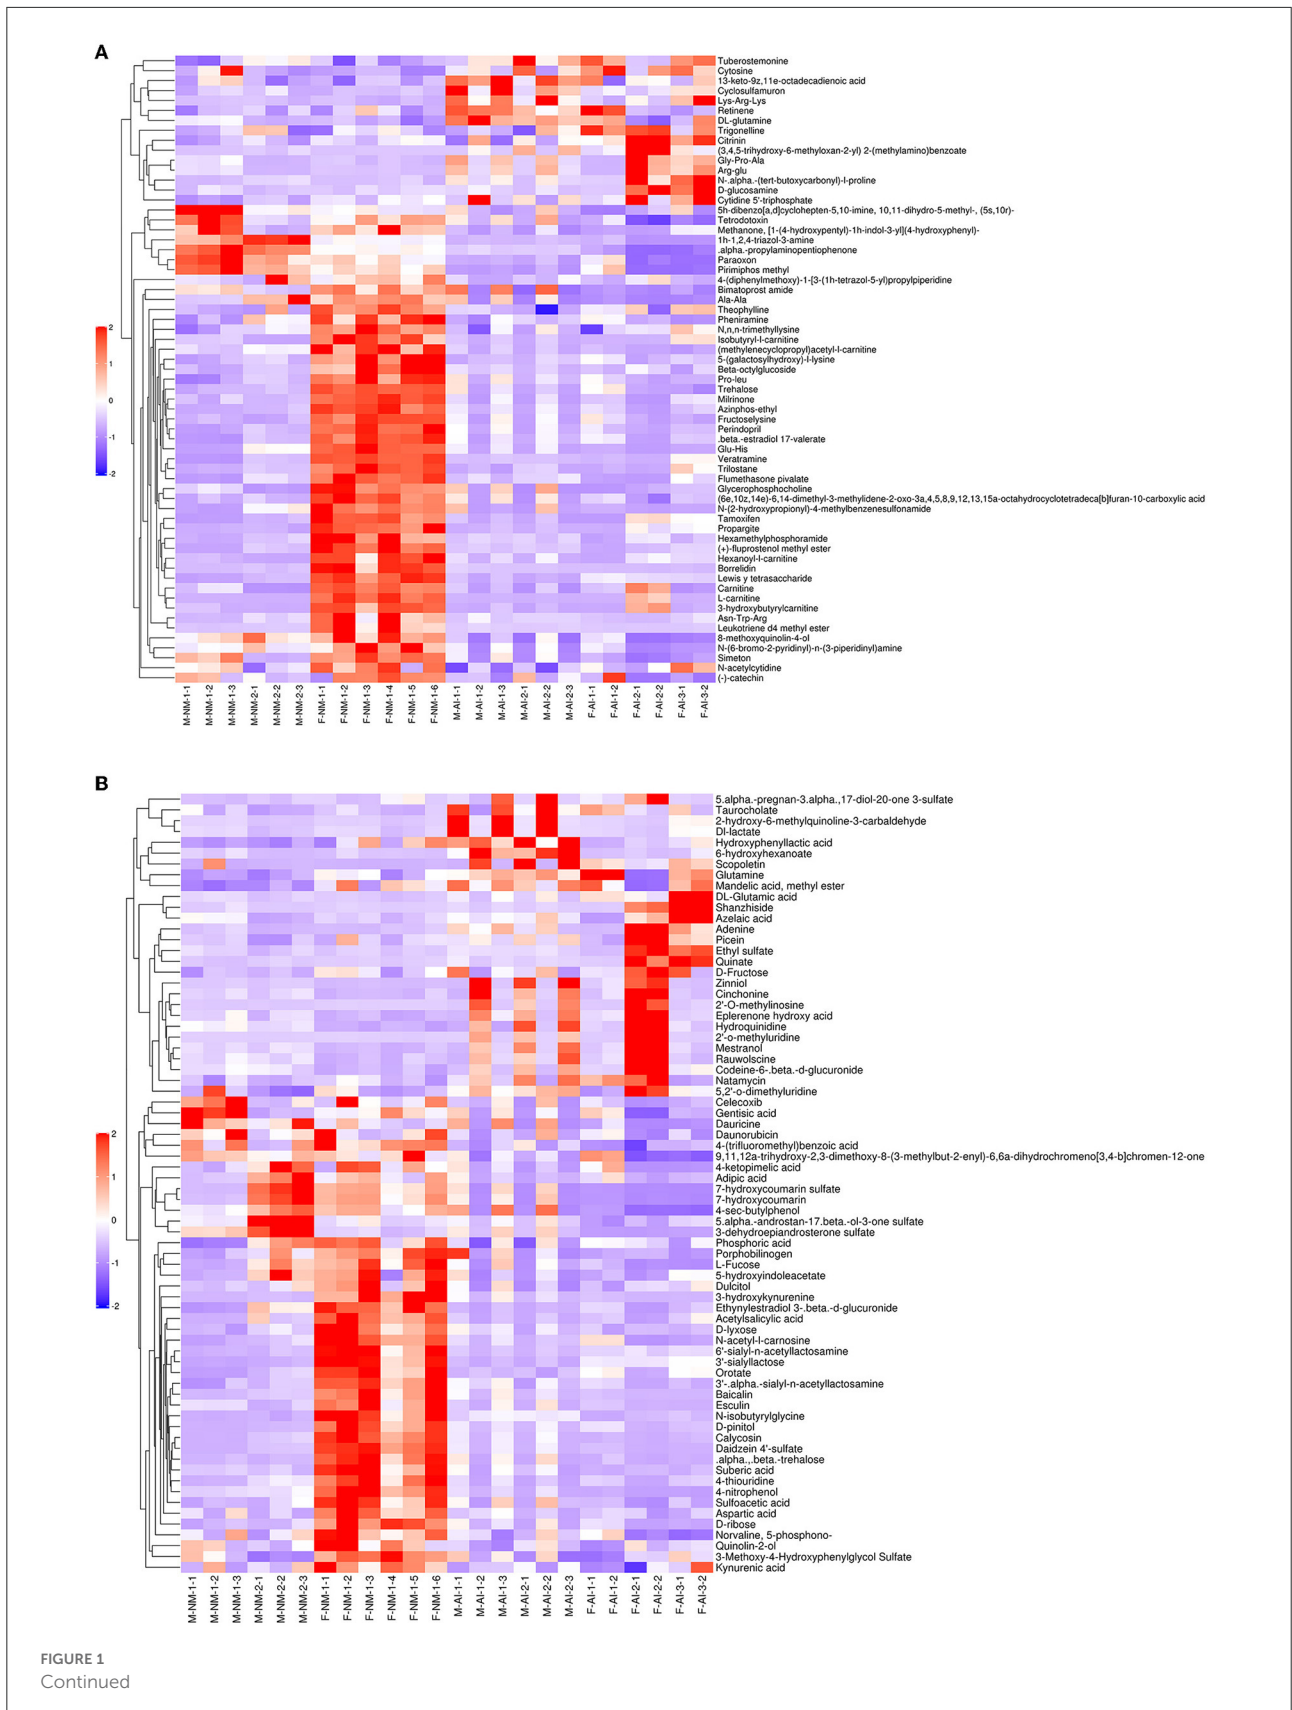 A
Tuberostemonine
Cytosine
13-keto-9z,11e-octadecadienoic acid
Cyclosulfamuron
Lys-Arg-Lys
Retinene
DL-glutamine
Trigonelline
Citrinin
(3,4,5-trihydroxy-6-methyloxan-2-yl) 2-(methylamino)benzoate
Gly-Pro-Ala
Arg-glu
N-.alpha.-(tert-butoxycarbonyl)-l-proline
D-glucosamine
Cytidine 5'-triphosphate
5h-dibenzo[a,d]cyclohepten-5,10-imine, 10,11-dihydro-5-methyl-, (5s,10r)-
Tetrodotoxin
Methanone, [1-(4-hydroxypentyl)-1h-indol-3-yl](4-hydroxyphenyl)-
1h-1,2,4-triazol-3-amine
.alpha.-propylaminopentiophenone
Paraoxon
Pirimiphos methyl
4-(diphenylmethoxy)-1-[3-(1h-tetrazol-5-yl)propylpiperidine
Bimatoprost amide
Ala-Ala
Theophylline
Pheniramine
N,n,n-trimethyllysine
Isobutyryl-l-carnitine
(methylenecyclopropyl)acetyl-l-carnitine
5-(galactosylhydroxy)-l-lysine
Beta-octylglucoside
Pro-leu
Trehalose
Milrinone
Azinphos-ethyl
Fructoselysine
Perindopril
.beta.-estradiol 17-valerate
Glu-His
Veratramine
Trilostane
Flumethasone pivalate
Glycerophosphocholine
(6e,10z,14e)-6,14-dimethyl-3-methylidene-2-oxo-3a,4,5,8,9,12,13,15a-octahydrocyclotetradeca[b]furan-10-carboxylic acid
N-(2-hydroxypropionyl)-4-methylbenzenesulfonamide
Tamoxifen
Propargite
Hexamethylphosphoramide
(+)-fluprostenol methyl ester
Hexanoyl-l-carnitine
Borrelidin
Lewis y tetrasaccharide
Carnitine
L-carnitine
3-hydroxybutyrylcarnitine
Asn-Trp-Arg
Leukotriene d4 methyl ester
8-methoxyquinolin-4-ol
N-(6-bromo-2-pyridinyl)-n-(3-piperidinyl)amine
Simeton
N-acetylcytidine
(-)-catechin
2
1
0
-1
-2
M-NM-1-1
M-NM-1-2
M-NM-1-3
M-NM-2-1
M-NM-2-2
M-NM-2-3
F-NM-1-1
F-NM-1-2
F-NM-1-3
F-NM-1-4
F-NM-1-5
F-NM-1-6
M-AI-1-1
M-AI-1-2
M-AI-1-3
M-AI-2-1
M-AI-2-2
M-AI-2-3
F-AI-1-1
F-AI-1-2
F-AI-2-1
F-AI-2-2
F-AI-3-1
F-AI-3-2
B
5.alpha.-pregnan-3.alpha.,17-diol-20-one 3-sulfate
Taurocholate
2-hydroxy-6-methylquinoline-3-carbaldehyde
Dl-lactate
Hydroxyphenyllactic acid
6-hydroxyhexanoate
Scopoletin
Glutamine
Mandelic acid, methyl ester
DL-Glutamic acid
Shanzhiside
Azelaic acid
Adenine
Picein
Ethyl sulfate
Quinate
D-Fructose
Zinniol
Cinchonine
2'-O-methylinosine
Eplerenone hydroxy acid
Hydroquinidine
2'-o-methyluridine
Mestranol
Rauwolscine
Codeine-6-.beta.-d-glucuronide
Natamycin
5,2'-o-dimethyluridine
Celecoxib
Gentisic acid
Dauricine
Daunorubicin
4-(trifluoromethyl)benzoic acid
9,11,12a-trihydroxy-2,3-dimethoxy-8-(3-methylbut-2-enyl)-6,6a-dihydrochromeno[3,4-b]chromen-12-one
4-ketopimelic acid
Adipic acid
7-hydroxycoumarin sulfate
7-hydroxycoumarin
4-sec-butylphenol
5.alpha.-androstan-17.beta.-ol-3-one sulfate
3-dehydroepiandrosterone sulfate
Phosphoric acid
Porphobilinogen
L-Fucose
5-hydroxyindoleacetate
Dulcitol
3-hydroxykynurenine
Ethynylestradiol 3-.beta.-d-glucuronide
Acetylsalicylic acid
D-lyxose
N-acetyl-l-carnosine
6'-sialyl-n-acetyllactosamine
3'-sialyllactose
Orotate
3'-.alpha.-sialyl-n-acetyllactosamine
Baicalin
Esculin
N-isobutyrylglycine
D-pinitol
Calycosin
Daidzein 4'-sulfate
.alpha.,.beta.-trehalose
Suberic acid
4-thiouridine
4-nitrophenol
Sulfoacetic acid
Aspartic acid
D-ribose
Norvaline, 5-phosphono-
Quinolin-2-ol
3-Methoxy-4-Hydroxyphenylglycol Sulfate
Kynurenic acid
2
1
0
-1
-2
M-NM-1-1
M-NM-1-2
M-NM-1-3
M-NM-2-1
M-NM-2-2
M-NM-2-3
F-NM-1-1
F-NM-1-2
F-NM-1-3
F-NM-1-4
F-NM-1-5
F-NM-1-6
M-AI-1-1
M-AI-1-2
M-AI-1-3
M-AI-2-1
M-AI-2-2
M-AI-2-3
F-AI-1-1
F-AI-1-2
F-AI-2-1
F-AI-2-2
F-AI-3-1
F-AI-3-2
FIGURE 1
Continued